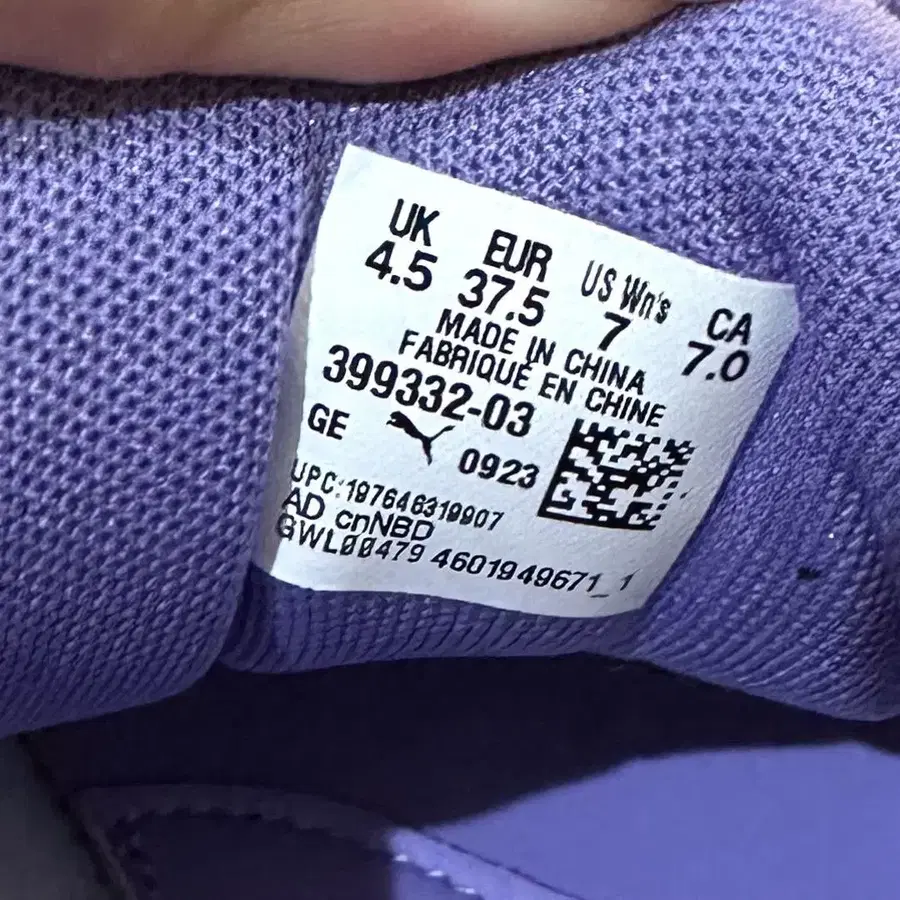 UK EUR US Wn's CA
4.5 37.5 7 7.0
MADE IN CHINA
FABRIQUE EN CHINE
399332-03
GE 0923
UPC:197646319907
AD cnNBD
GWL00479 4601949671_1